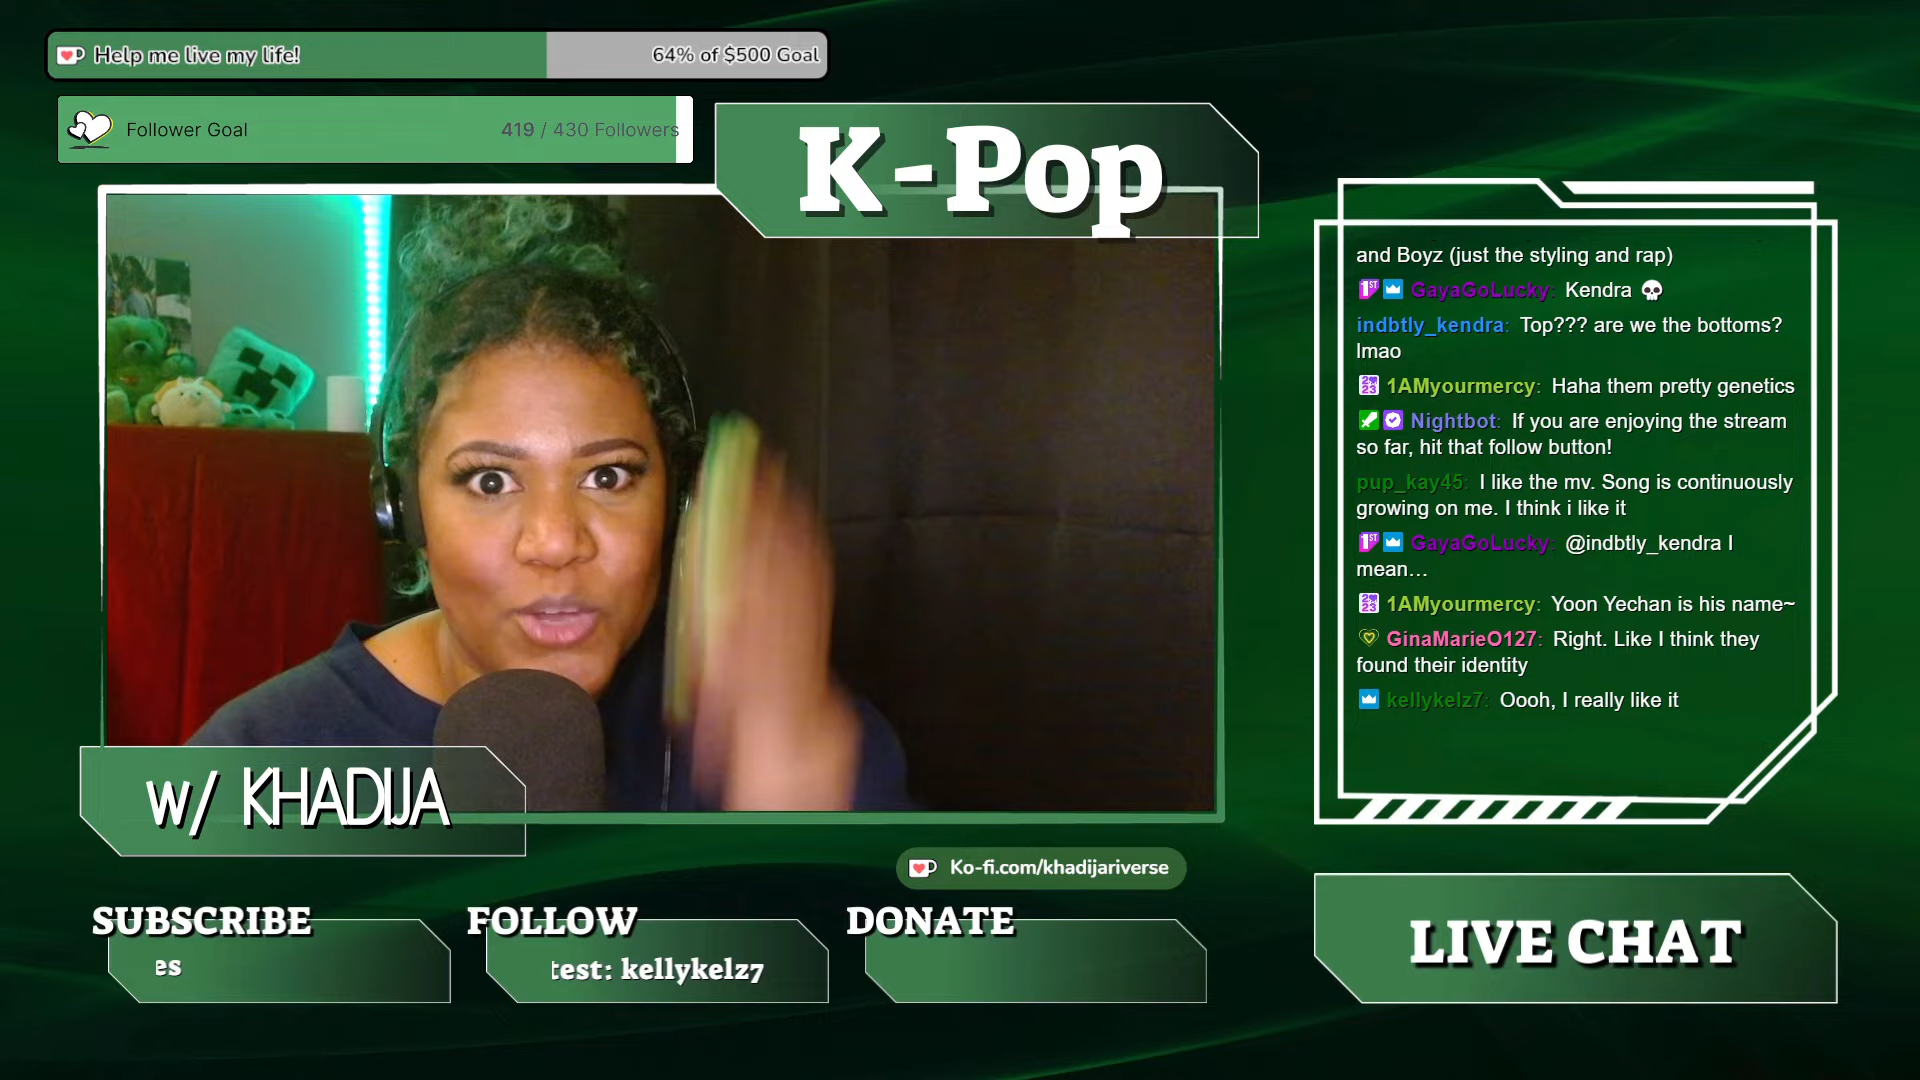 Help me live my life!
64% of $500 Goal
Follower Goal
419 / 430 Followers
K-Pop
and Boyz (just the styling and rap)
1ST GayaGoLucky: Kendra 💀
indbtly_kendra: Top??? are we the bottoms?
lmao
1AMyourmercy: Haha them pretty genetics
Nightbot: If you are enjoying the stream
so far, hit that follow button!
pup_kay45: I like the mv. Song is continuously
growing on me. I think i like it
1ST GayaGoLucky: @indbtly_kendra I
mean...
1AMyourmercy: Yoon Yechan is his name~
GinaMarieO127: Right. Like I think they
found their identity
kellykelz7: Oooh, I really like it
w/ KHADIJA
Ko-fi.com/khadijariverse
SUBSCRIBE
es
FOLLOW
test: kellykelz7
DONATE
LIVE CHAT